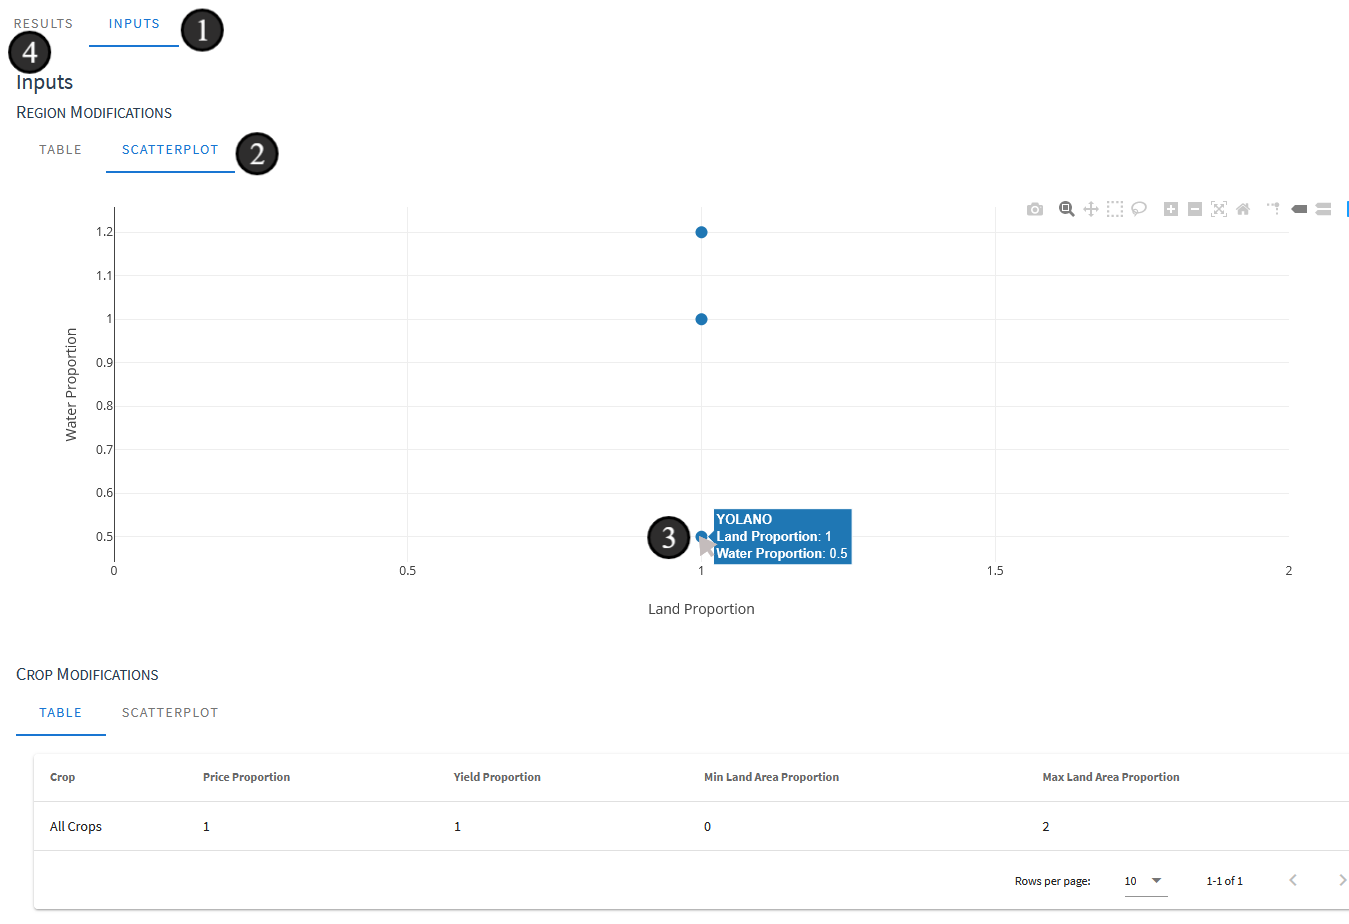 RESULTS INPUTS 1
4
Inputs
REGION MODIFICATIONS
TABLE SCATTERPLOT 2
1.2
1.1
1
0.9
0.8
0.7
0.6
0.5
Water Proportion
3
YOLANO
Land Proportion: 1
Water Proportion: 0.5
0 0.5 1 1.5 2
Land Proportion
CROP MODIFICATIONS
TABLE SCATTERPLOT
Crop Price Proportion Yield Proportion Min Land Area Proportion Max Land Area Proportion
All Crops 1 1 0 2
Rows per page: 10 1-1 of 1